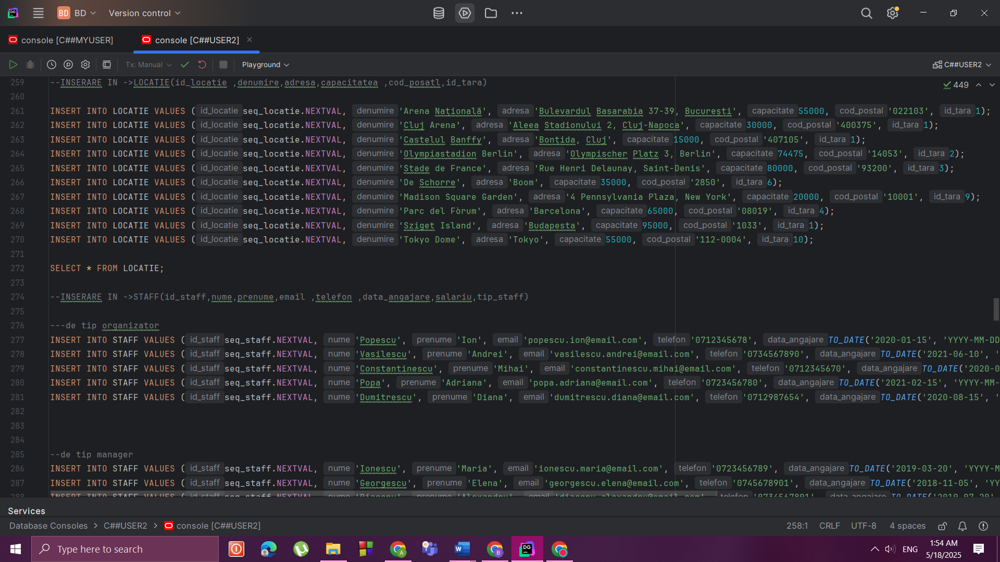 BD BD Version control
console [C##MYUSER] console [C##USER2]
Tx: Manual Playground C##USER2
449
259 --INSERARE IN ->LOCATIE(id_locatie ,denumire,adresa,capacitatea ,cod_posatl,id_tara)
260
261 INSERT INTO LOCATIE VALUES ( id_locatie seq_locatie.NEXTVAL, denumire 'Arena Națională', adresa 'Bulevardul Basarabia 37-39, București', capacitate 55000, cod_postal '022103', id_tara 1);
262 INSERT INTO LOCATIE VALUES ( id_locatie seq_locatie.NEXTVAL, denumire 'Cluj Arena', adresa 'Aleea Stadionului 2, Cluj-Napoca', capacitate 30000, cod_postal '400375', id_tara 1);
263 INSERT INTO LOCATIE VALUES ( id_locatie seq_locatie.NEXTVAL, denumire 'Castelul Banffy', adresa 'Bontida, Cluj', capacitate 15000, cod_postal '407105', id_tara 1);
264 INSERT INTO LOCATIE VALUES ( id_locatie seq_locatie.NEXTVAL, denumire 'Olympiastadion Berlin', adresa 'Olympischer Platz 3, Berlin', capacitate 74475, cod_postal '14053', id_tara 2);
265 INSERT INTO LOCATIE VALUES ( id_locatie seq_locatie.NEXTVAL, denumire 'Stade de France', adresa 'Rue Henri Delaunay, Saint-Denis', capacitate 80000, cod_postal '93200', id_tara 3);
266 INSERT INTO LOCATIE VALUES ( id_locatie seq_locatie.NEXTVAL, denumire 'De Schorre', adresa 'Boom', capacitate 35000, cod_postal '2850', id_tara 6);
267 INSERT INTO LOCATIE VALUES ( id_locatie seq_locatie.NEXTVAL, denumire 'Madison Square Garden', adresa '4 Pennsylvania Plaza, New York', capacitate 20000, cod_postal '10001', id_tara 9);
268 INSERT INTO LOCATIE VALUES ( id_locatie seq_locatie.NEXTVAL, denumire 'Parc del Fòrum', adresa 'Barcelona', capacitate 65000, cod_postal '08019', id_tara 4);
269 INSERT INTO LOCATIE VALUES ( id_locatie seq_locatie.NEXTVAL, denumire 'Sziget Island', adresa 'Budapesta', capacitate 95000, cod_postal '1033', id_tara 1);
270 INSERT INTO LOCATIE VALUES ( id_locatie seq_locatie.NEXTVAL, denumire 'Tokyo Dome', adresa 'Tokyo', capacitate 55000, cod_postal '112-0004', id_tara 10);
271
272 SELECT * FROM LOCATIE;
273
274 --INSERARE IN ->STAFF(id_staff,nume,prenume,email ,telefon ,data_angajare,salariu,tip_staff)
275
276 ---de tip organizator
277 INSERT INTO STAFF VALUES ( id_staff seq_staff.NEXTVAL, nume 'Popescu', prenume 'Ion', email 'popescu.ion@email.com', telefon '0712345678', data_angajare TO_DATE('2020-01-15', 'YYYY-MM-DD
278 INSERT INTO STAFF VALUES ( id_staff seq_staff.NEXTVAL, nume 'Vasilescu', prenume 'Andrei', email 'vasilescu.andrei@email.com', telefon '0734567890', data_angajare TO_DATE('2021-06-10', '
279 INSERT INTO STAFF VALUES ( id_staff seq_staff.NEXTVAL, nume 'Constantinescu', prenume 'Mihai', email 'constantinescu.mihai@email.com', telefon '0712345670', data_angajare TO_DATE('2020-0
280 INSERT INTO STAFF VALUES ( id_staff seq_staff.NEXTVAL, nume 'Popa', prenume 'Adriana', email 'popa.adriana@email.com', telefon '0723456780', data_angajare TO_DATE('2021-02-15', 'YYYY-MM-
281 INSERT INTO STAFF VALUES ( id_staff seq_staff.NEXTVAL, nume 'Dumitrescu', prenume 'Diana', email 'dumitrescu.diana@email.com', telefon '0712987654', data_angajare TO_DATE('2020-08-15', '
282
283
284
285 --de tip manager
286 INSERT INTO STAFF VALUES ( id_staff seq_staff.NEXTVAL, nume 'Ionescu', prenume 'Maria', email 'ionescu.maria@email.com', telefon '0723456789', data_angajare TO_DATE('2019-03-20', 'YYYY-M
287 INSERT INTO STAFF VALUES ( id_staff seq_staff.NEXTVAL, nume 'Georgescu', prenume 'Elena', email 'georgescu.elena@email.com', telefon '0745678901', data_angajare TO_DATE('2018-11-05', 'YY
288 INSERT INTO STAFF VALUES ( id_staff seq_staff.NEXTVAL, nume 'Diaconu', prenume 'Alexandru', email 'diaconu.alexandru@email.com', telefon '0734567891', data_angajare TO_DATE('2019-07-20'
Services
Database Consoles > C##USER2 > console [C##USER2] 258:1 CRLF UTF-8 4 spaces
Type here to search ENG 1:54 AM
5/18/2025